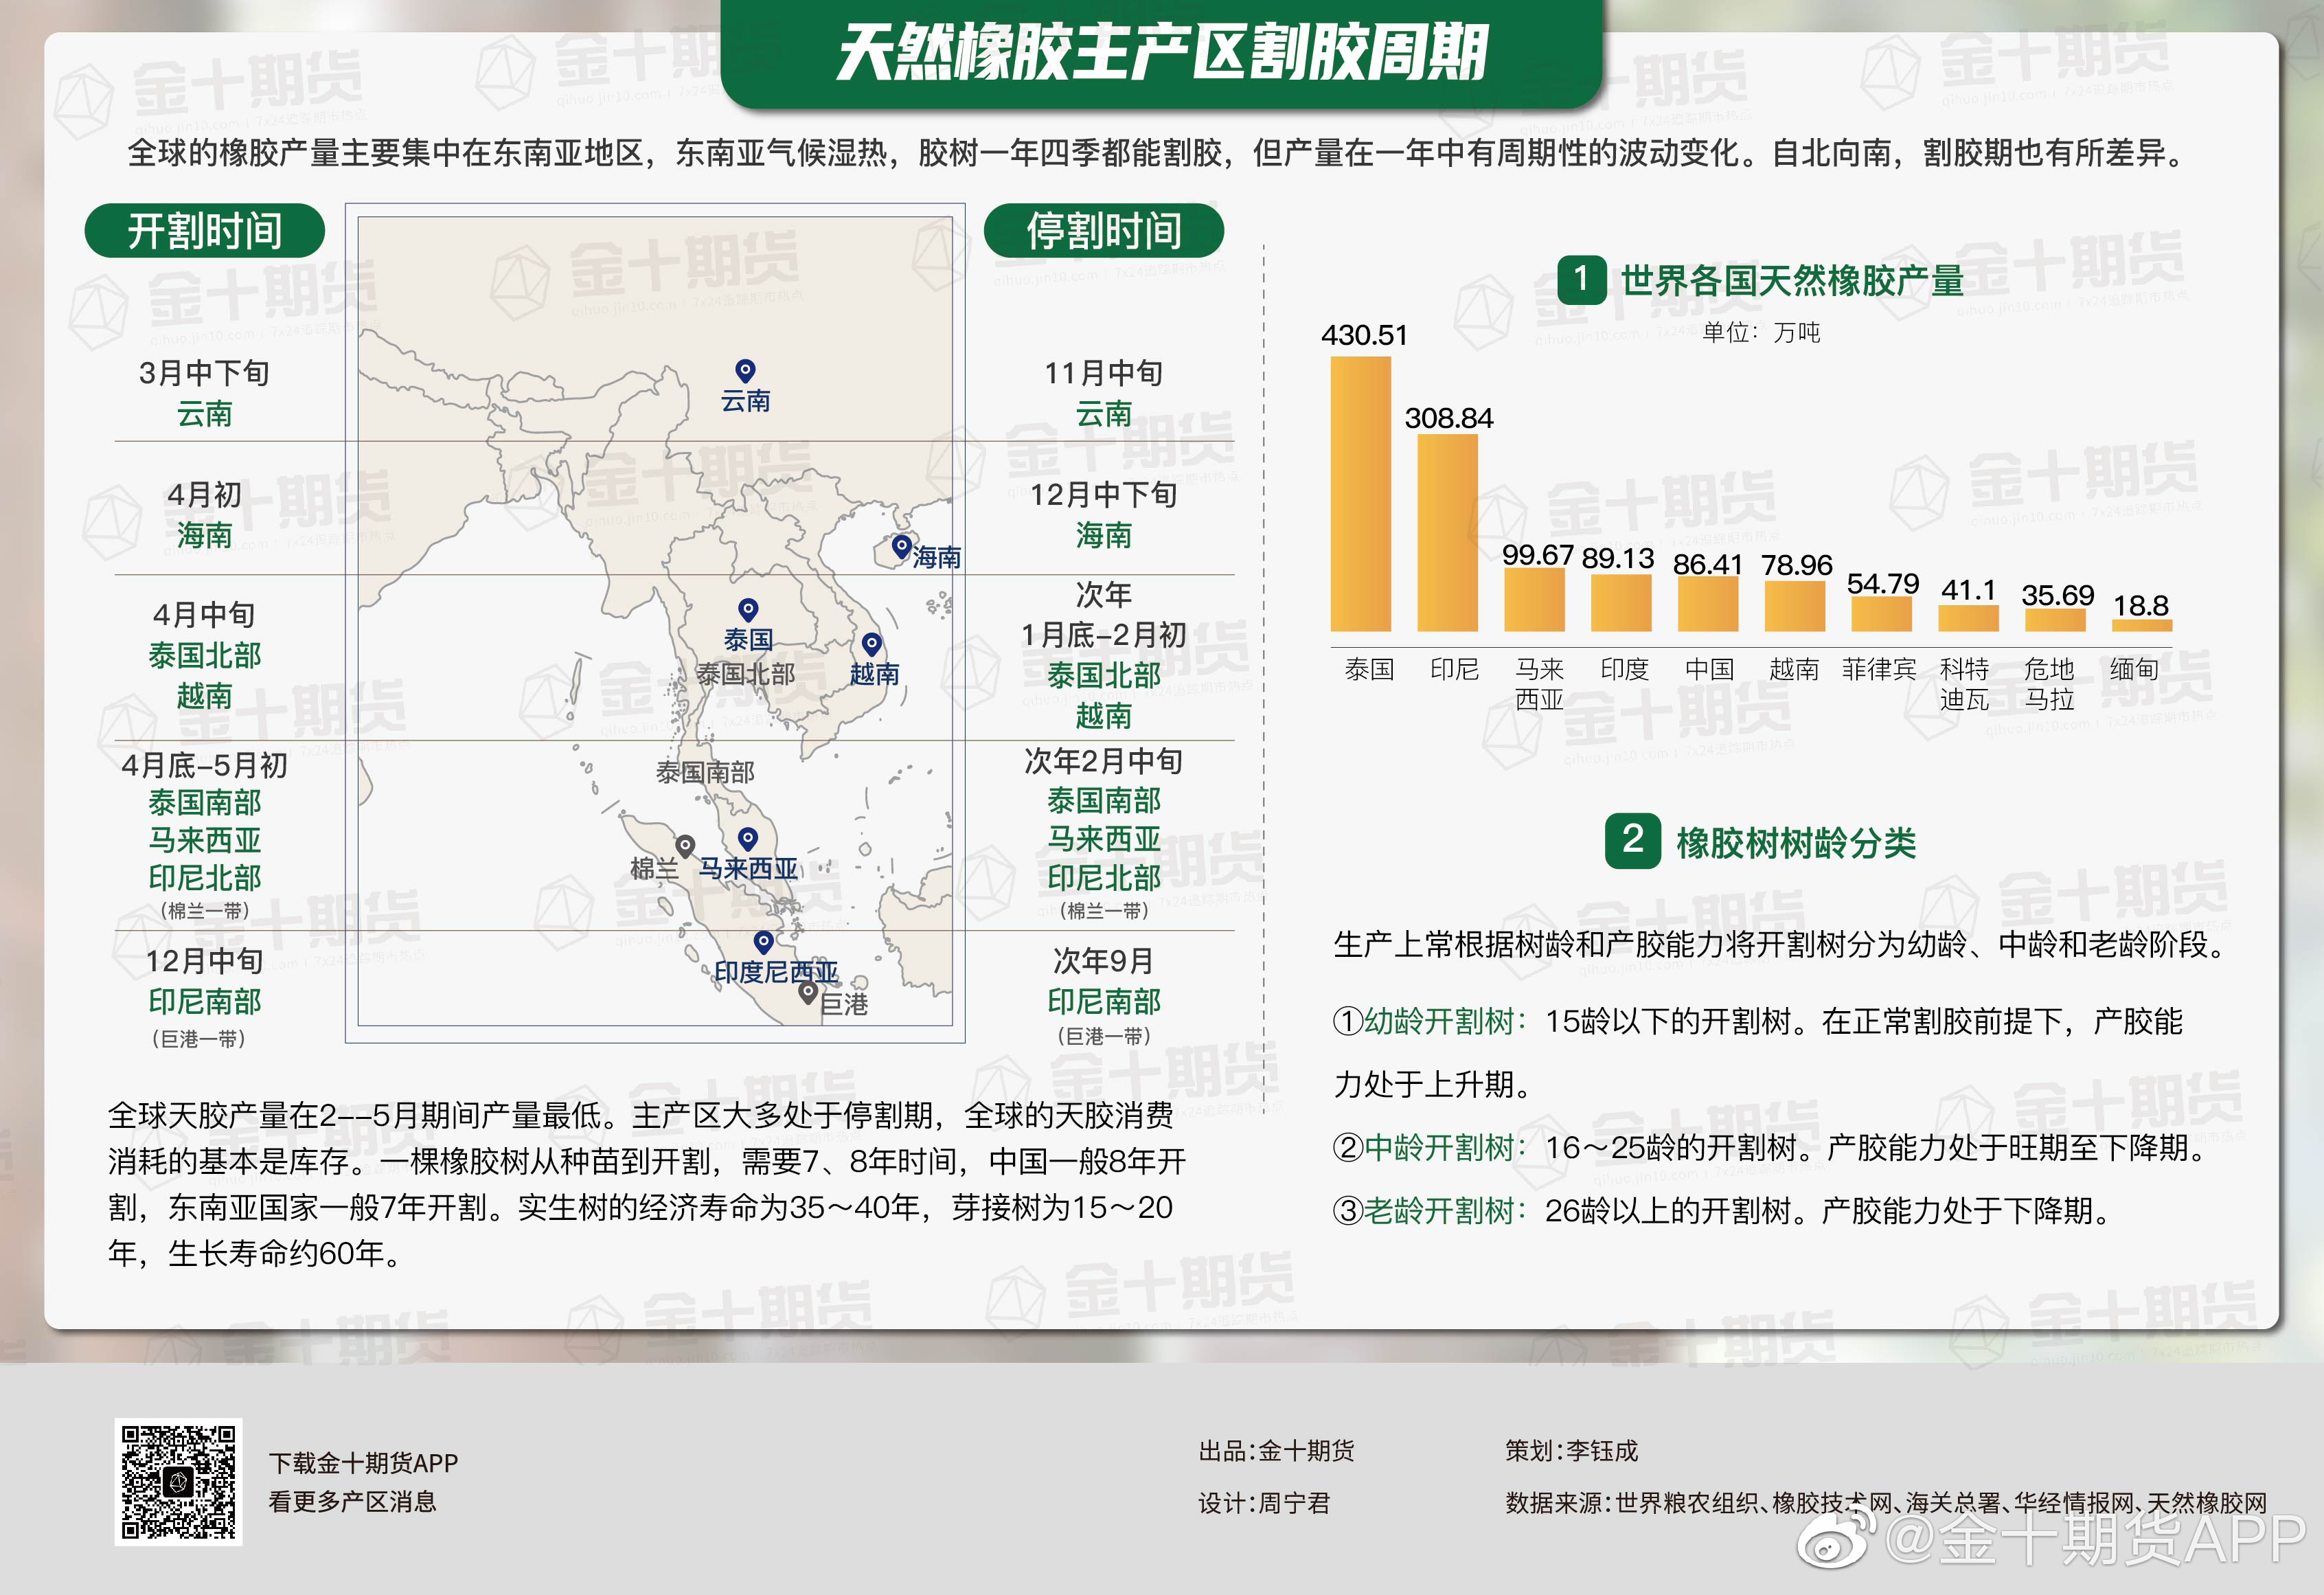 天然橡胶主产区割胶周期
全球的橡胶产量主要集中在东南亚地区，东南亚气候湿热，胶树一年四季都能割胶，但产量在一年中有周期性的波动变化。自北向南，割胶期也有所差异。
开割时间
3月中下旬
云南
4月初
海南
4月中旬
泰国北部
越南
4月底–5月初
泰国南部
马来西亚
印尼北部
（棉兰一带）
12月中旬
印尼南部
（巨港一带）
云南
海南
泰国
泰国北部
越南
泰国南部
棉兰
马来西亚
印度尼西亚
巨港
停割时间
11月中旬
云南
12月中下旬
海南
次年
1月底–2月初
泰国北部
越南
次年2月中旬
泰国南部
马来西亚
印尼北部
（棉兰一带）
次年9月
印尼南部
（巨港一带）
全球天胶产量在2––5月期间产量最低。主产区大多处于停割期，全球的天胶消费
消耗的基本是库存。一棵橡胶树从种苗到开割，需要7、8年时间，中国一般8年开
割，东南亚国家一般7年开割。实生树的经济寿命为35～40年，芽接树为15～20
年，生长寿命约60年。
1 世界各国天然橡胶产量
单位：万吨
430.51
308.84
99.67
89.13
86.41
78.96
54.79
41.1
35.69
18.8
泰国
印尼
马来
西亚
印度
中国
越南
菲律宾
科特
迪瓦
危地
马拉
缅甸
2 橡胶树树龄分类
生产上常根据树龄和产胶能力将开割树分为幼龄、中龄和老龄阶段。
①幼龄开割树：15龄以下的开割树。在正常割胶前提下，产胶能
力处于上升期。
②中龄开割树：16～25龄的开割树。产胶能力处于旺期至下降期。
③老龄开割树：26龄以上的开割树。产胶能力处于下降期。
下载金十期货APP
看更多产区消息
出品：金十期货
设计：周宁君
策划：李钰成
数据来源：世界粮农组织、橡胶技术网、海关总署、华经情报网、天然橡胶网
@金十期货APP
金十期货
qihuo.jin10.com | 7x24追踪期市热点